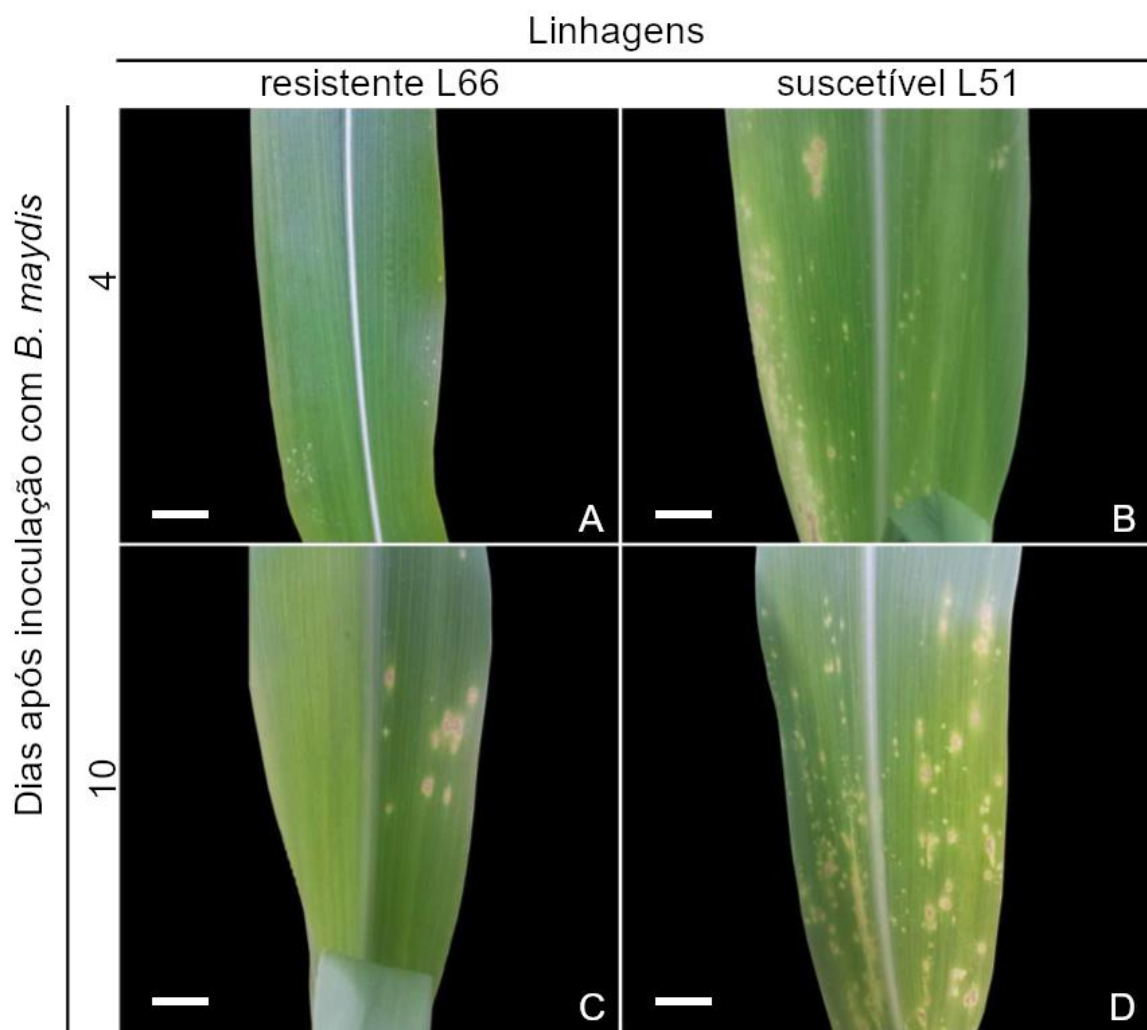 Linhagens
resistente L66
suscetível L51
Dias após inoculação com B. maydis
4
A
B
10
C
D